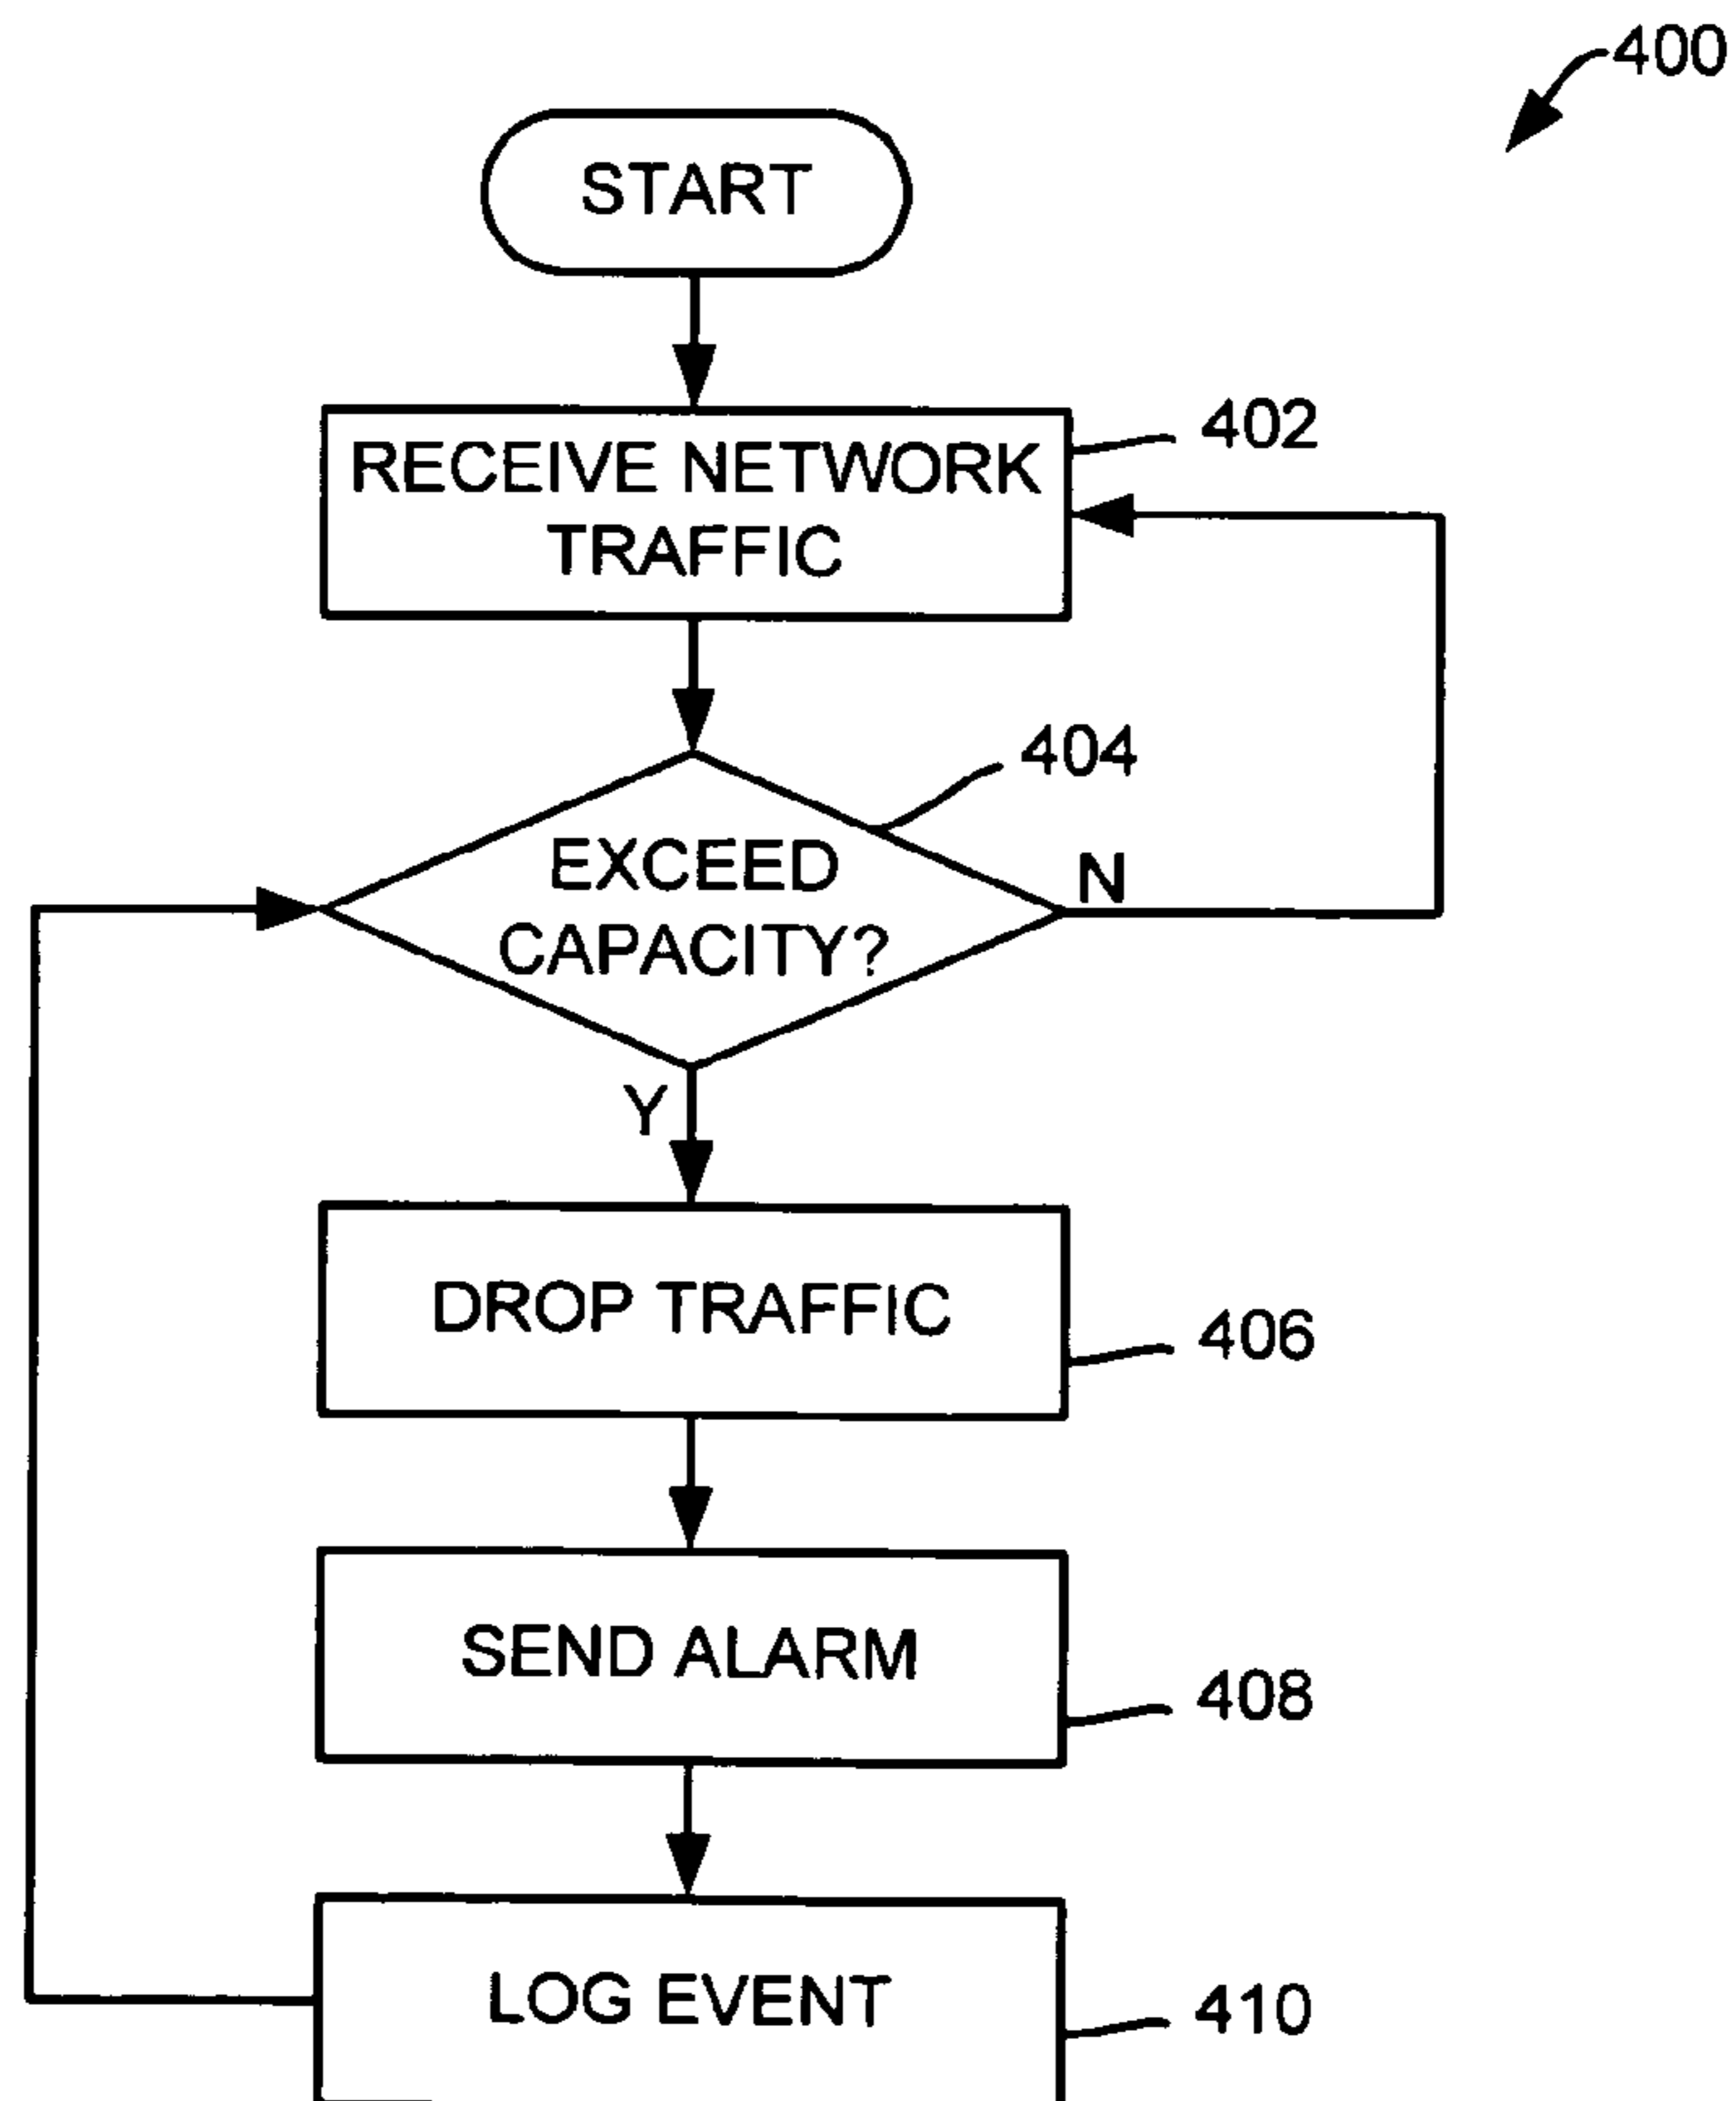 400
START
RECEIVE NETWORK
TRAFFIC
402
404
EXCEED
CAPACITY?
N
Y
DROP TRAFFIC
406
SEND ALARM
408
LOG EVENT
410